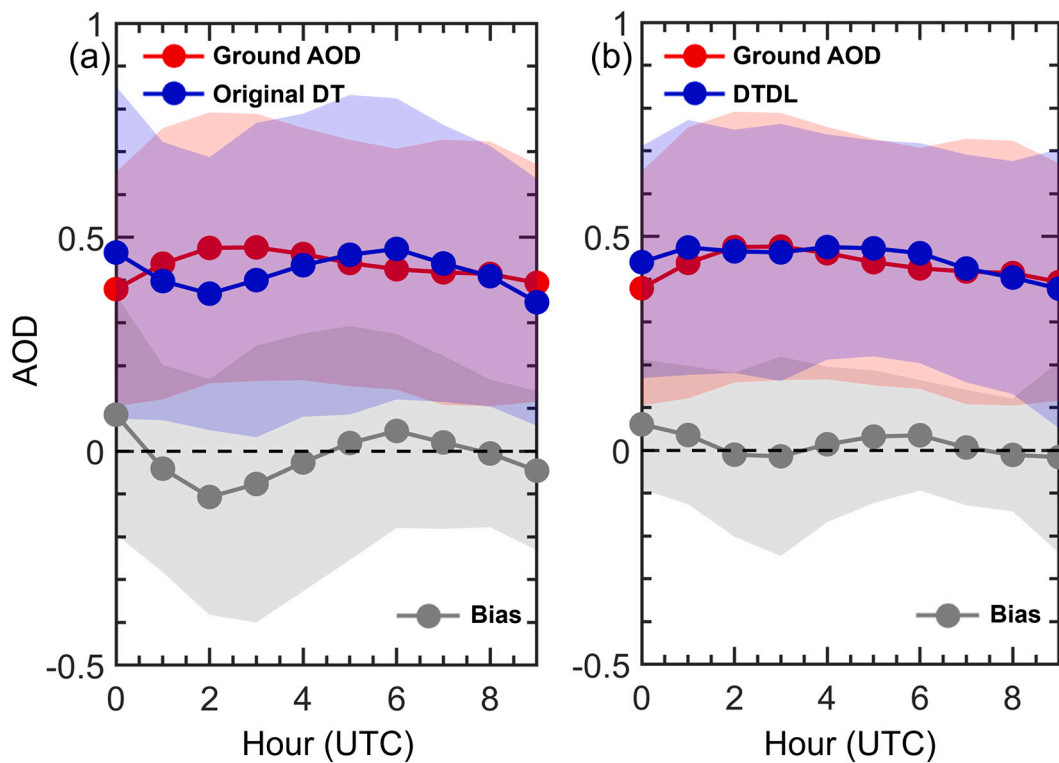 (a)
Ground AOD
Original DT
Bias
1
0.5
0
-0.5
AOD
0 2 4 6 8
Hour (UTC)
(b)
Ground AOD
DTDL
Bias
1
0.5
0
-0.5
0 2 4 6 8
Hour (UTC)